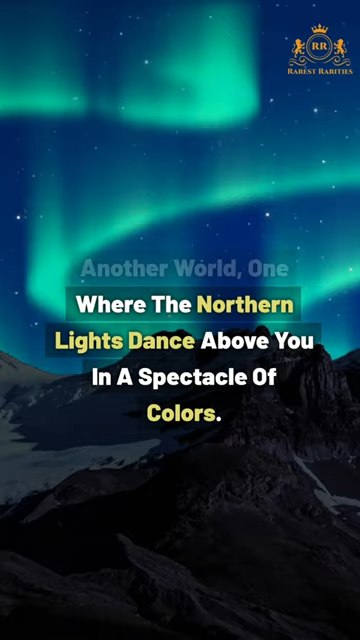 RR
RAREST RARITIES
Another World, One
Where The Northern
Lights Dance Above You
In A Spectacle Of
Colors.